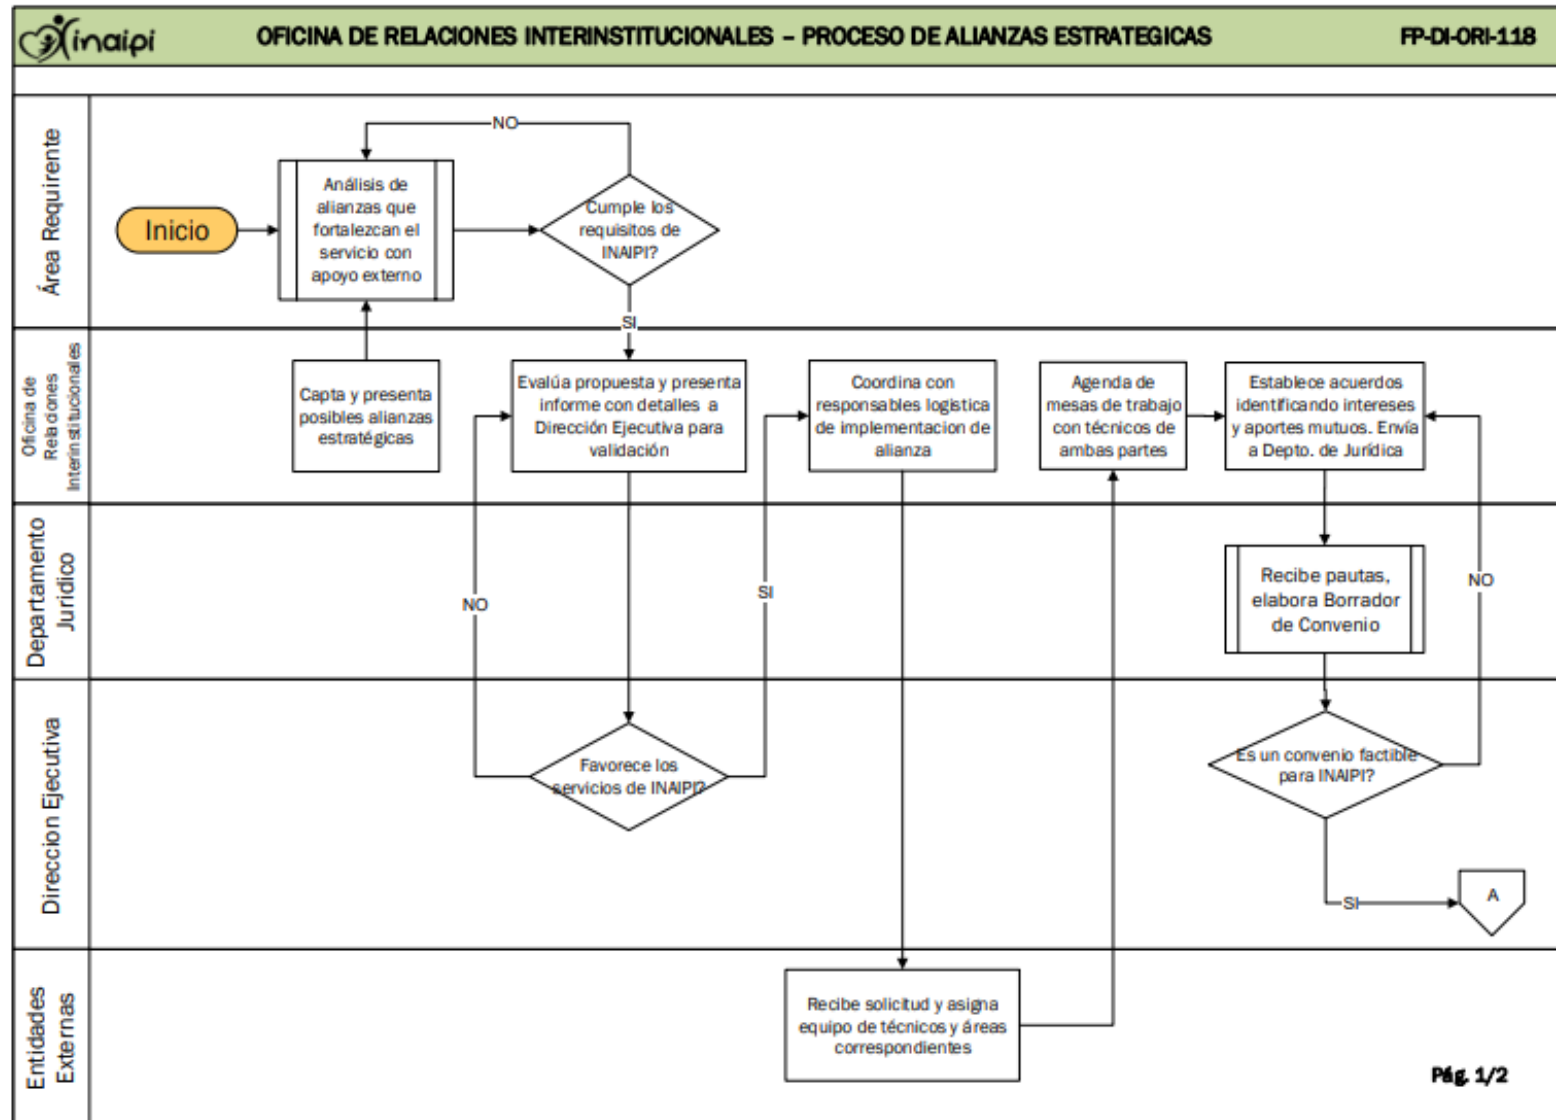 inaipi
OFICINA DE RELACIONES INTERINSTITUCIONALES – PROCESO DE ALIANZAS ESTRATEGICAS
FP-DI-ORI-118
Área Requirente
Inicio
Análisis de
alianzas que
fortalezcan el
servicio con
apoyo externo
NO
Cumple los
requisitos de
INAIPI?
SI
Oficina de
Relaciones
Interinstitucionales
Capta y presenta
posibles alianzas
estratégicas
Evalúa propuesta y presenta
informe con detalles a
Dirección Ejecutiva para
validación
Coordina con
responsables logistica
de implementacion de
alianza
Agenda de
mesas de trabajo
con técnicos de
ambas partes
Establece acuerdos
identificando intereses
y aportes mutuos. Envía
a Depto. de Jurídica
Departamento
Juridico
NO
SI
Recibe pautas,
elabora Borrador
de Convenio
NO
Direccion Ejecutiva
Favorece los
servicios de INAIPI?
Es un convenio factible
para INAIPI?
SI
A
Entidades
Externas
Recibe solicitud y asigna
equipo de técnicos y áreas
correspondientes
Pág. 1/2